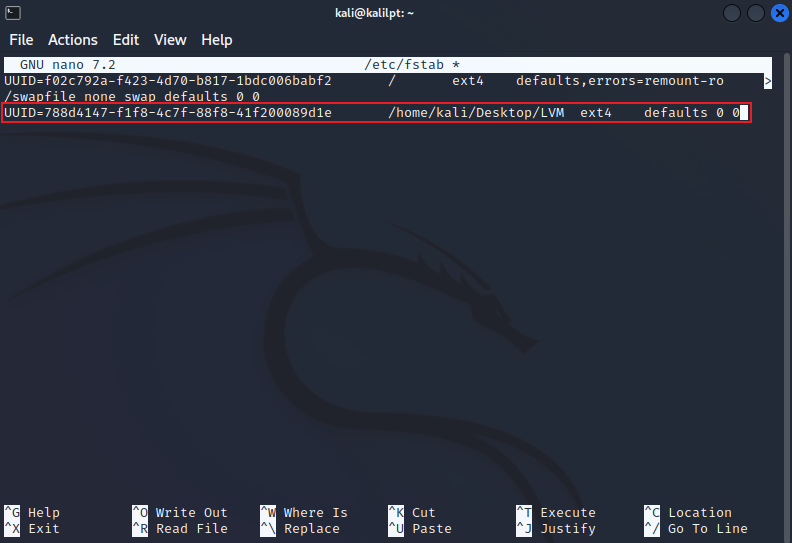 kali@kalilpt: ~
File Actions Edit View Help
GNU nano 7.2 /etc/fstab *
UUID=f02c792a-f423-4d70-b817-1bdc006babf2 / ext4 defaults,errors=remount-ro >
/swapfile none swap defaults 0 0
UUID=788d4147-f1f8-4c7f-88f8-41f200089d1e /home/kali/Desktop/LVM ext4 defaults 0 0
^G Help ^O Write Out ^W Where Is ^K Cut ^T Execute ^C Location
^X Exit ^R Read File ^\ Replace ^U Paste ^J Justify ^/ Go To Line